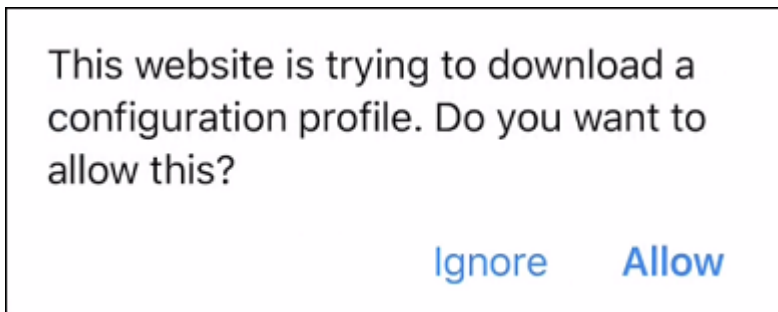 This website is trying to download a
configuration profile. Do you want to
allow this?
Ignore Allow